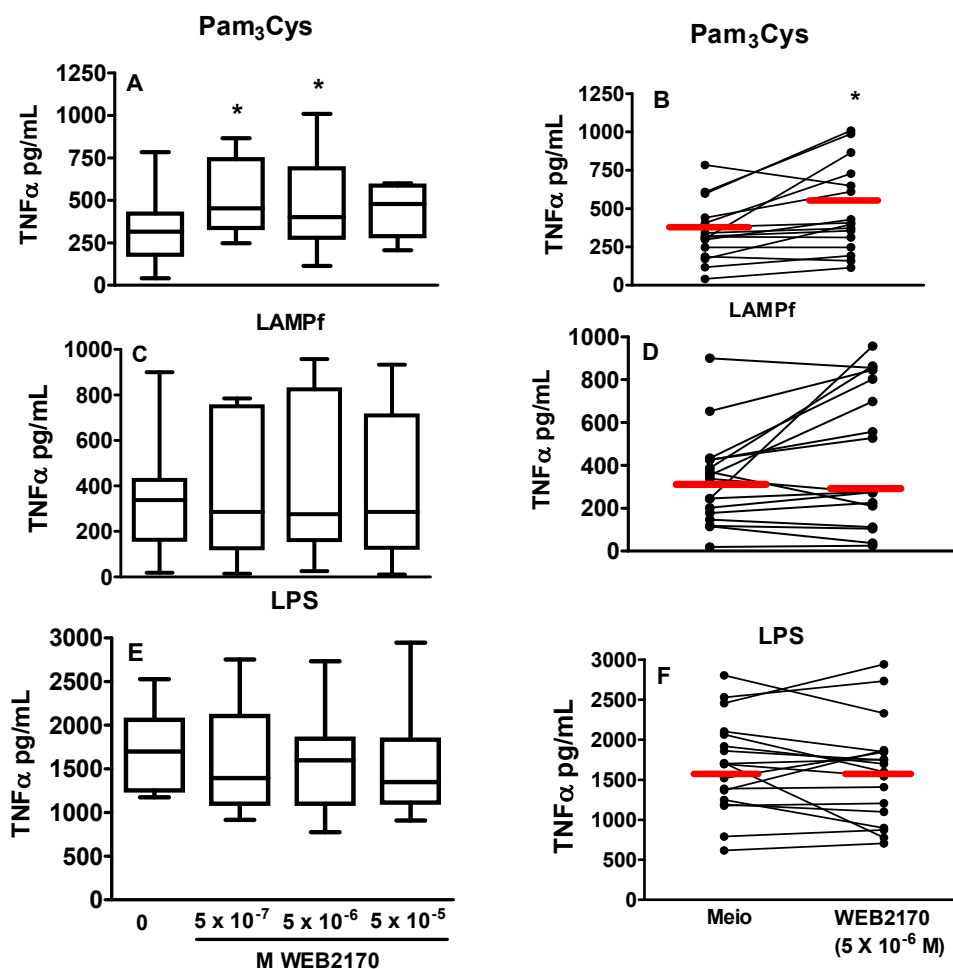 Pam₃Cys
A
TNFα pg/mL
1250
1000
750
500
250
0
*
*
Pam₃Cys
B
TNFα pg/mL
1250
1000
750
500
250
0
*
LAMPf
C
TNFα pg/mL
1000
800
600
400
200
0
LAMPf
D
TNFα pg/mL
1000
800
600
400
200
0
LPS
E
TNFα pg/mL
3000
2500
2000
1500
1000
500
0
0 5 x 10⁻⁷ 5 x 10⁻⁶ 5 x 10⁻⁵
M WEB2170
LPS
F
TNFα pg/mL
3000
2500
2000
1500
1000
500
0
Meio WEB2170
(5 X 10⁻⁶ M)